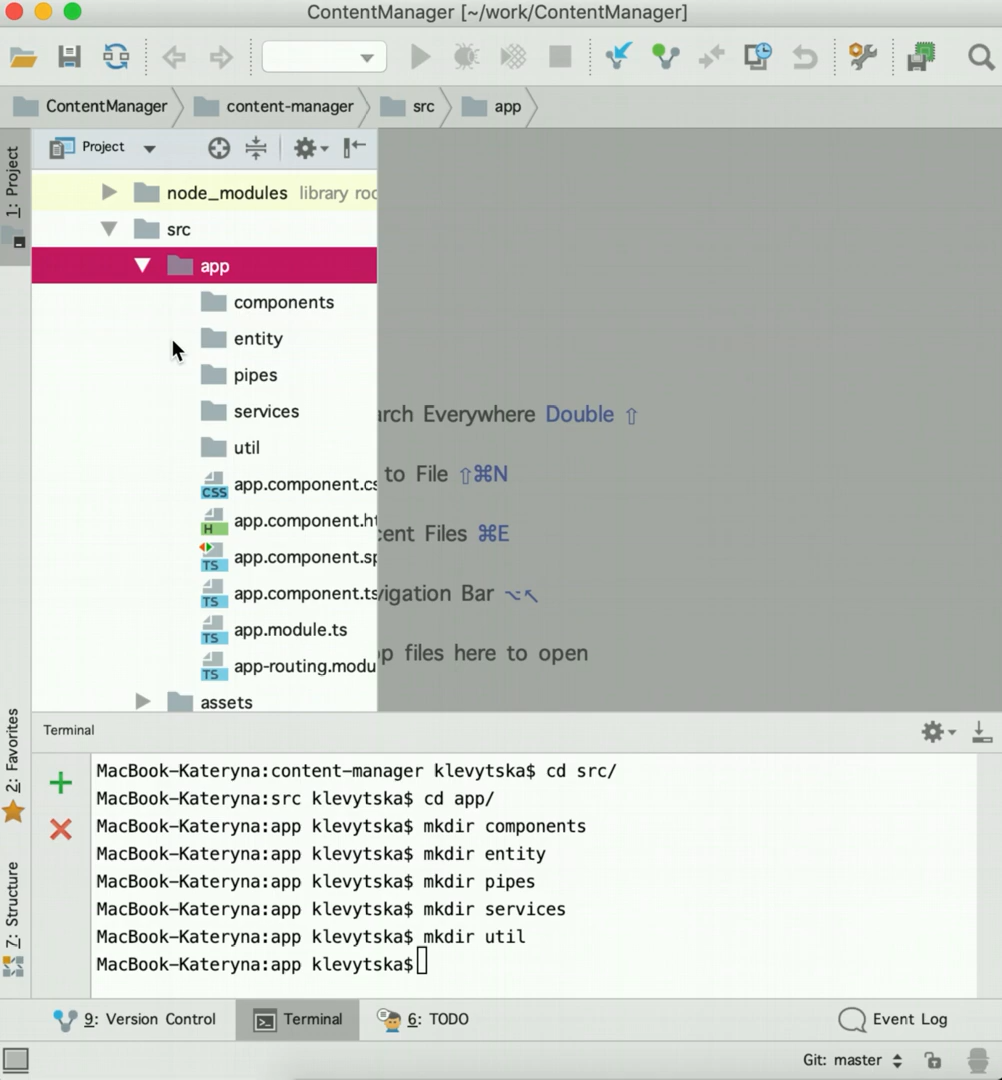 ContentManager [~/work/ContentManager]
ContentManager content-manager src app
1: Project
Project
node_modules library roo
src
app
components
entity
pipes
services
util
CSS app.component.cs
H app.component.ht
TS app.component.sp
TS app.component.ts
TS app.module.ts
TS app-routing.modu
assets
arch Everywhere Double ⇧
to File ⇧⌘N
cent Files ⌘E
vigation Bar ⌥↖
op files here to open
2: Favorites
7: Structure
Terminal
MacBook-Kateryna:content-manager klevytska$ cd src/
MacBook-Kateryna:src klevytska$ cd app/
MacBook-Kateryna:app klevytska$ mkdir components
MacBook-Kateryna:app klevytska$ mkdir entity
MacBook-Kateryna:app klevytska$ mkdir pipes
MacBook-Kateryna:app klevytska$ mkdir services
MacBook-Kateryna:app klevytska$ mkdir util
MacBook-Kateryna:app klevytska$
9: Version Control Terminal 6: TODO Event Log
Git: master